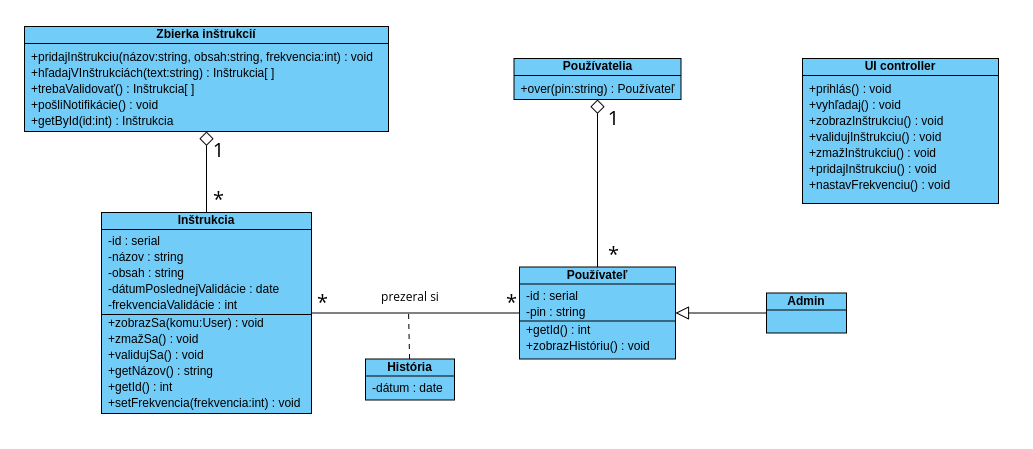 Zbierka inštrukcií
+pridajInštrukciu(názov:string, obsah:string, frekvencia:int) : void
+hľadajVInštrukciách(text:string) : Inštrukcia[ ]
+trebaValidovať() : Inštrukcia[ ]
+pošliNotifikácie() : void
+getById(id:int) : Inštrukcia
1
*
Inštrukcia
-id : serial
-názov : string
-obsah : string
-dátumPoslednejValidácie : date
-frekvenciaValidácie : int
+zobrazSa(komu:User) : void
+zmažSa() : void
+validujSa() : void
+getNázov() : string
+getId() : int
+setFrekvencia(frekvencia:int) : void
*
prezeral si
*
História
-dátum : date
Používatelia
+over(pin:string) : Používateľ
1
*
Používateľ
-id : serial
-pin : string
+getId() : int
+zobrazHistóriu() : void
Admin
UI controller
+prihlás() : void
+vyhľadaj() : void
+zobrazInštrukciu() : void
+validujInštrukciu() : void
+zmažInštrukciu() : void
+pridajInštrukciu() : void
+nastavFrekvenciu() : void